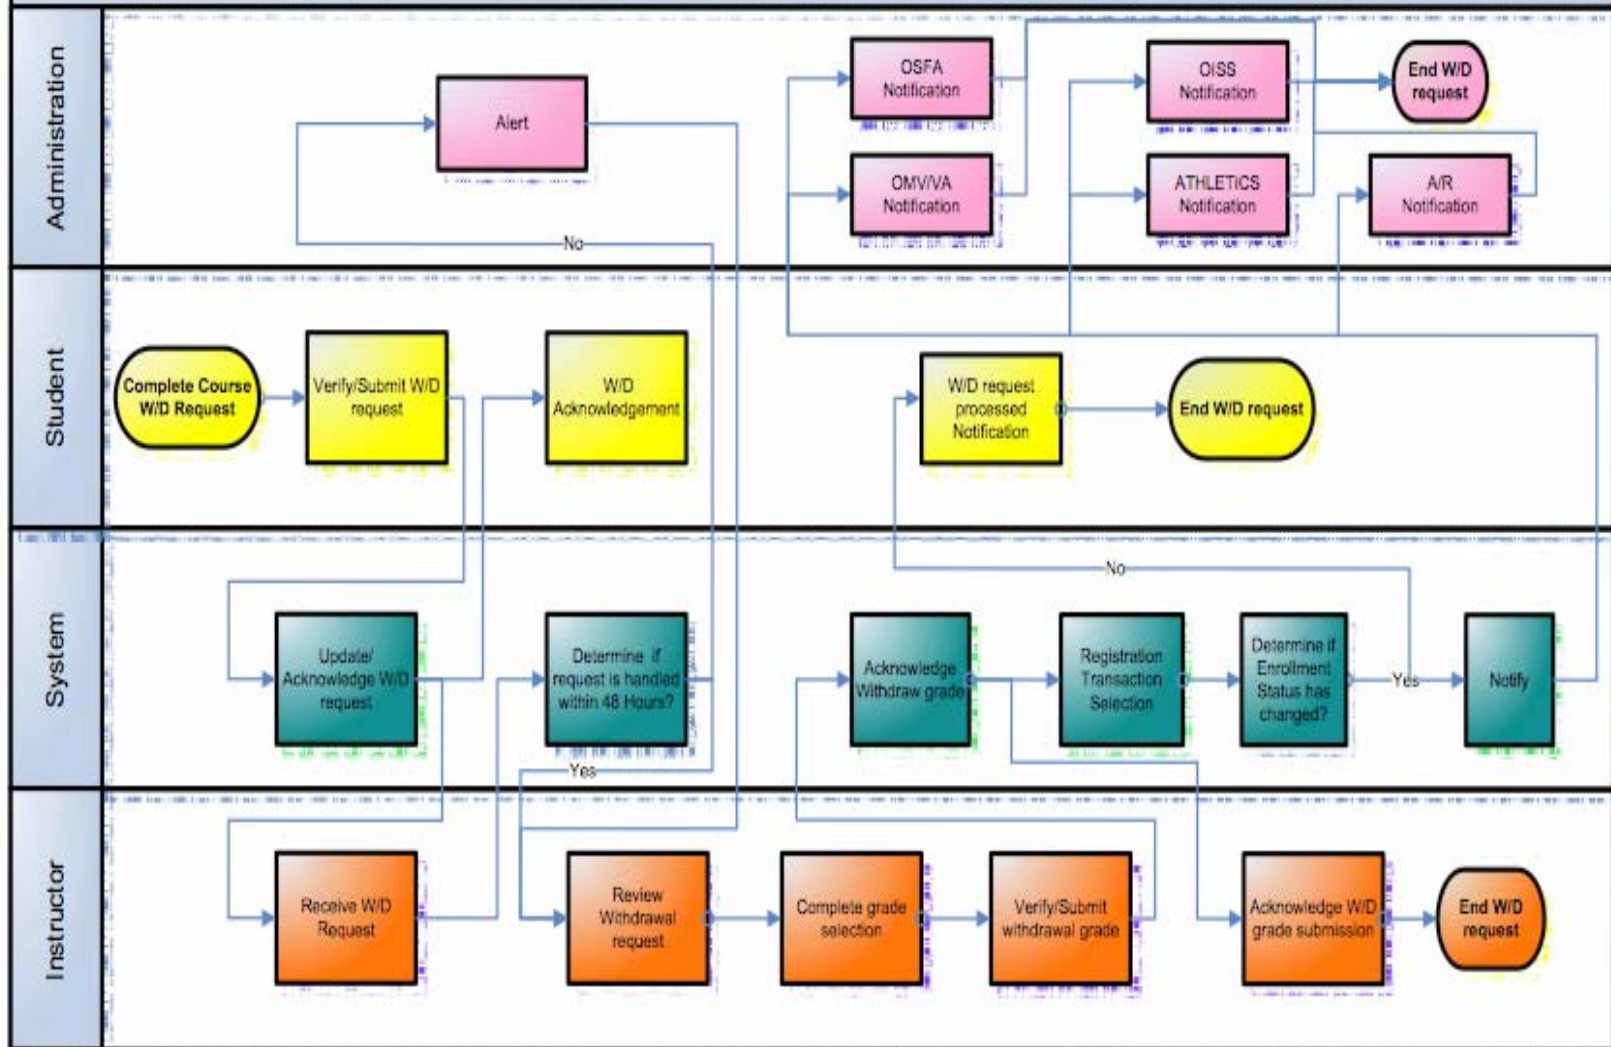 Administration
Alert
No
OSFA
Notification
OISS
Notification
End W/D
request
OMV/VA
Notification
ATHLETICS
Notification
A/R
Notification
Student
Complete Course
W/D Request
Verify/Submit W/D
request
W/D
Acknowledgement
W/D request
processed
Notification
End W/D request
System
Update/
Acknowledge W/D
request
Determine if
request is handled
within 48 Hours?
Yes
Acknowledge
Withdraw grade
Registration
Transaction
Selection
Determine if
Enrollment
Status has
changed?
No
Yes
Notify
Instructor
Receive W/D
Request
Review
Withdrawal
request
Complete grade
selection
Verify/Submit
withdrawal grade
Acknowledge W/D
grade submission
End W/D
request